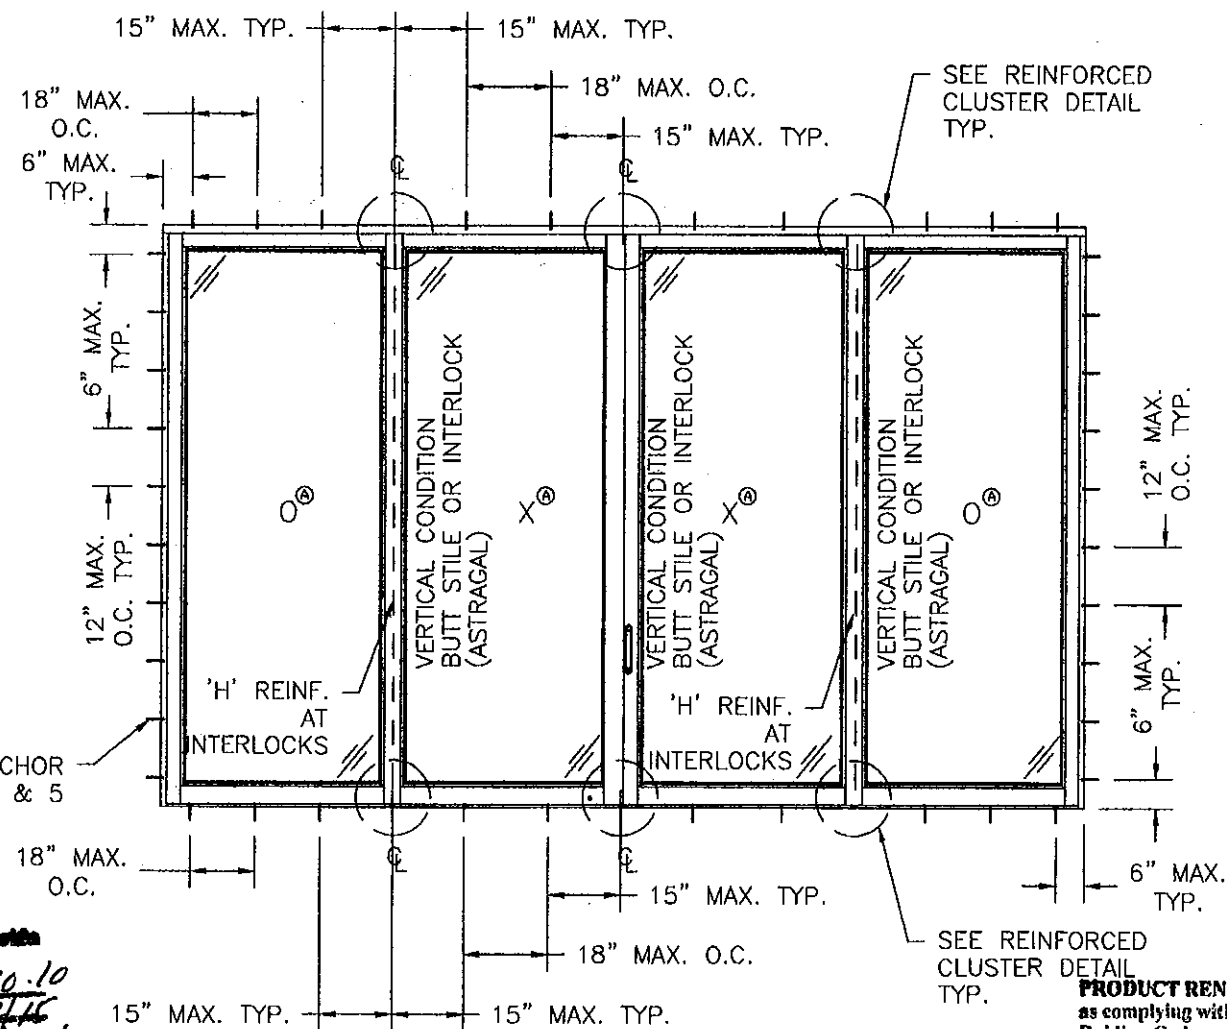 15" MAX. TYP.
15" MAX. TYP.
18" MAX.
O.C.
18" MAX. O.C.
SEE REINFORCED
CLUSTER DETAIL
TYP.
6" MAX.
TYP.
15" MAX. TYP.
℄
℄
6" MAX.
TYP.
12" MAX.
O.C. TYP.
O Ⓐ
VERTICAL CONDITION
BUTT STILE OR INTERLOCK
(ASTRAGAL)
X Ⓐ
VERTICAL CONDITION
BUTT STILE OR INTERLOCK
(ASTRAGAL)
X Ⓐ
VERTICAL CONDITION
BUTT STILE OR INTERLOCK
(ASTRAGAL)
O Ⓐ
12" MAX.
O.C. TYP.
6" MAX.
TYP.
'H' REINF.
AT
INTERLOCKS
'H' REINF.
AT
INTERLOCKS
CHOR
& 5
℄
℄
18" MAX.
O.C.
15" MAX. TYP.
6" MAX.
TYP.
18" MAX. O.C.
SEE REINFORCED
CLUSTER DETAIL
TYP.
15" MAX. TYP.
15" MAX. TYP.
PRODUCT REN
as complying with